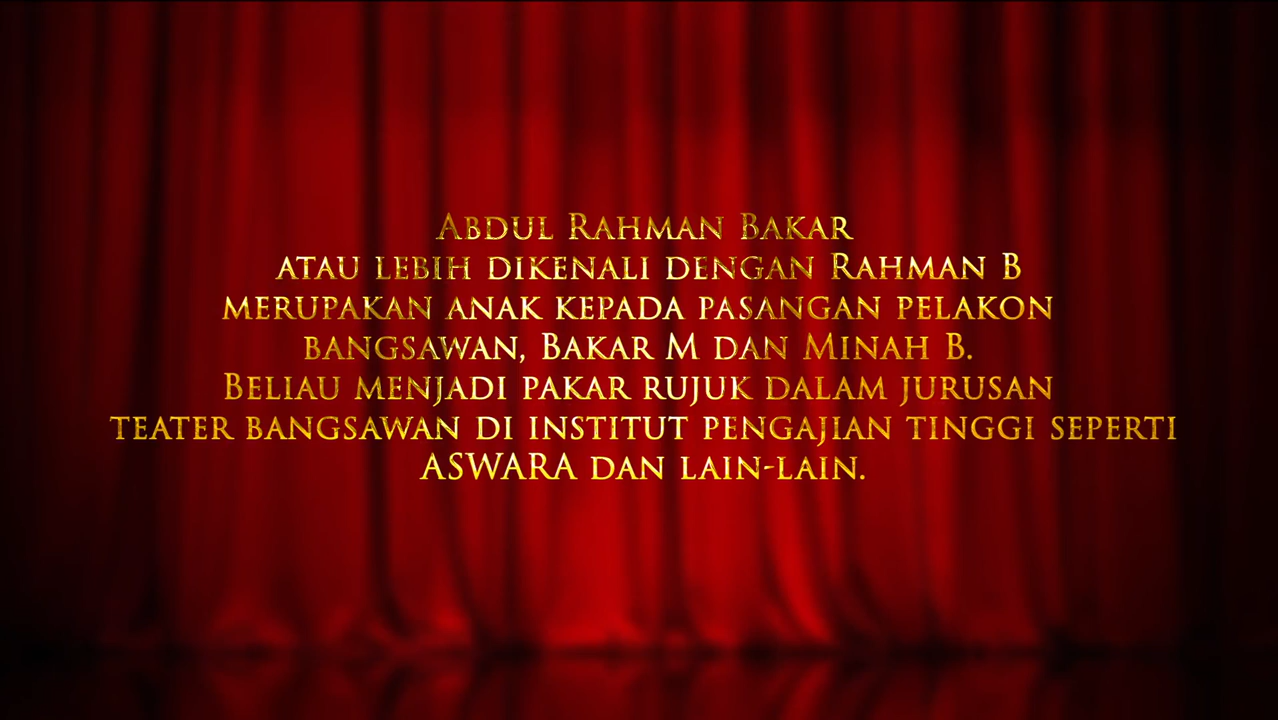 Abdul Rahman Bakar
atau lebih dikenali dengan Rahman B
merupakan anak kepada pasangan pelakon
bangsawan, Bakar M dan Minah B.
Beliau menjadi pakar rujuk dalam jurusan
teater bangsawan di institut pengajian tinggi seperti
ASWARA dan lain-lain.